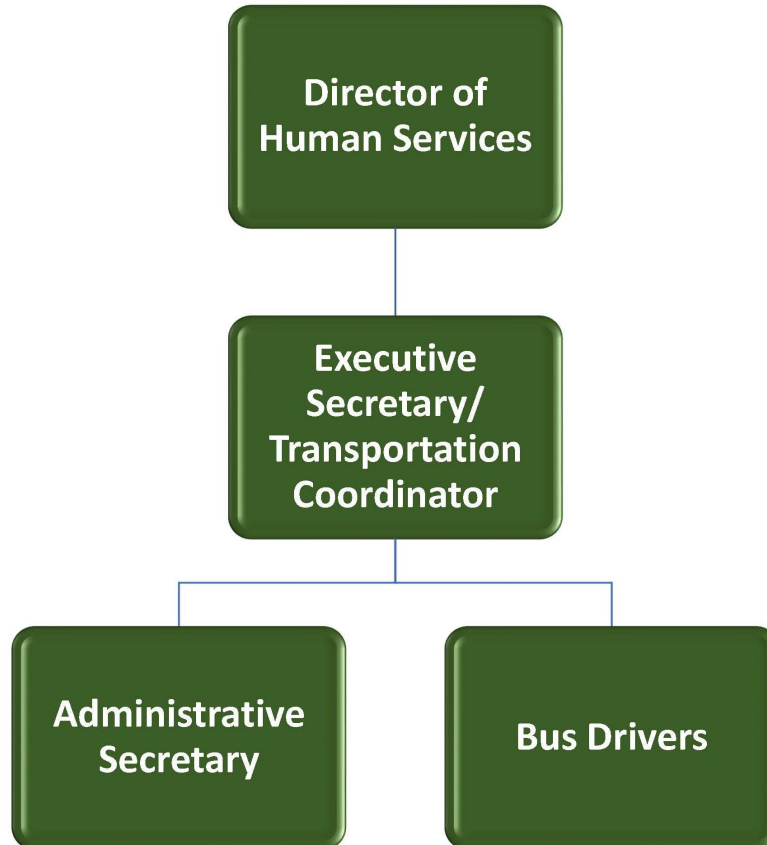 Director of
Human Services
Executive
Secretary/
Transportation
Coordinator
Administrative
Secretary
Bus Drivers